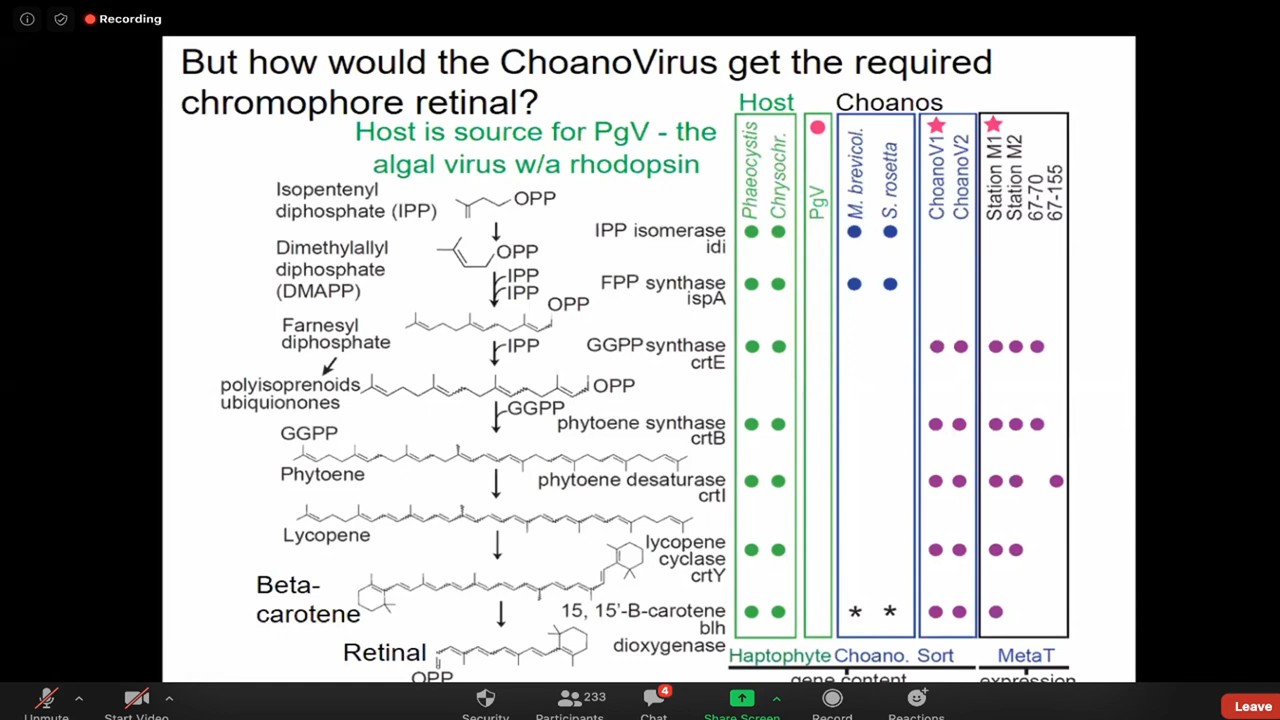 Recording
But how would the ChoanoVirus get the required
chromophore retinal?
Host is source for PgV - the
algal virus w/a rhodopsin
Host
Choanos
Phaeocystis
Chrysochr.
PgV
M. brevicol.
S. rosetta
ChoanoV1
ChoanoV2
Station M1
Station M2
67-70
67-155
Isopentenyl
diphosphate (IPP)
OPP
IPP isomerase
idi
Dimethylallyl
diphosphate
(DMAPP)
OPP
IPP
IPP
FPP synthase
ispA
OPP
Farnesyl
diphosphate
IPP
GGPP synthase
crtE
polyisoprenoids
ubiquionones
OPP
GGPP
GGPP
phytoene synthase
crtB
Phytoene
phytoene desaturase
crtI
Lycopene
lycopene
cyclase
crtY
Beta-
carotene
15, 15'-B-carotene
blh
dioxygenase
* *
Retinal
OPP
Haptophyte Choano. Sort MetaT
gene content
expression
Unmute
Start Video
Security
Participants
233
Chat
4
Share Screen
Record
Reactions
Leave